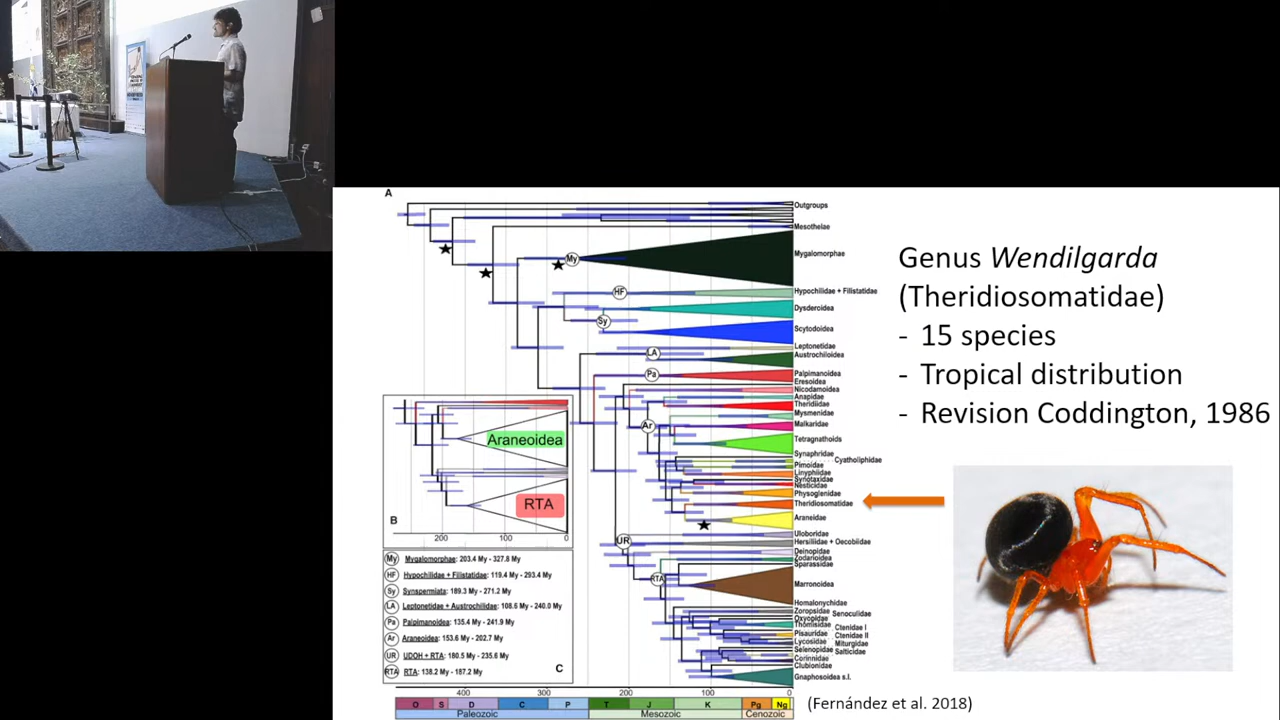 A
Outgroups
Mesothelae
Mygalomorphae
My
Hypochilidae + Filistatidae
HF
Dysderoidea
Sy
Scytodoidea
Leptonetidae
LA
Austrochiloidea
Pa
Palpimanoidea
Eresoidea
Nicodamoidea
Anapidae
Theridiidae
Mysmenidae
Ar
Malkaridae
Tetragnathoids
Synaphridae
Cyatholiphidae
Pimoidae
Linyphiidae
Synotaxidae
Nesticidae
Physoglenidae
Theridiosomatidae
Araneidae
Uloboridae
UR
Hersiliidae + Oecobiidae
Deinopidae
Zodarioidea
Sparassidae
RTA
Marronoidea
Homalonychidae
Zoropsidae
Senoculidae
Oxyopidae
Thomisidae
Ctenidae I
Pisauridae
Ctenidae II
Lycosidae
Miturgidae
Selenopidae
Salticidae
Corinnidae
Clubionidae
Gnaphosoidea s.l.
Araneoidea
RTA
B
200 100 0
My Mygalomorphae: 203.4 My - 327.8 My
HF Hypochilidae + Filistatidae: 119.4 My - 293.4 My
Sy Synspermiata: 189.3 My - 271.2 My
LA Leptonetidae + Austrochilidae: 108.6 My - 240.0 My
Pa Palpimanoidea: 135.4 My - 241.9 My
Ar Araneoidea: 153.6 My - 202.7 My
UR UDOH + RTA: 180.5 My - 235.6 My
RTA RTA: 138.2 My - 187.2 My
C
400 300 200 100 0
O S D C P T J K Pg Ng
Paleozoic Mesozoic Cenozoic
Genus Wendilgarda
(Theridiosomatidae)
- 15 species
- Tropical distribution
- Revision Coddington, 1986
(Fernández et al. 2018)